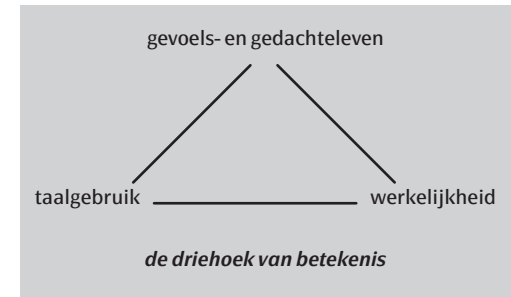 gevoels- en gedachteleven
taalgebruik werkelijkheid
de driehoek van betekenis